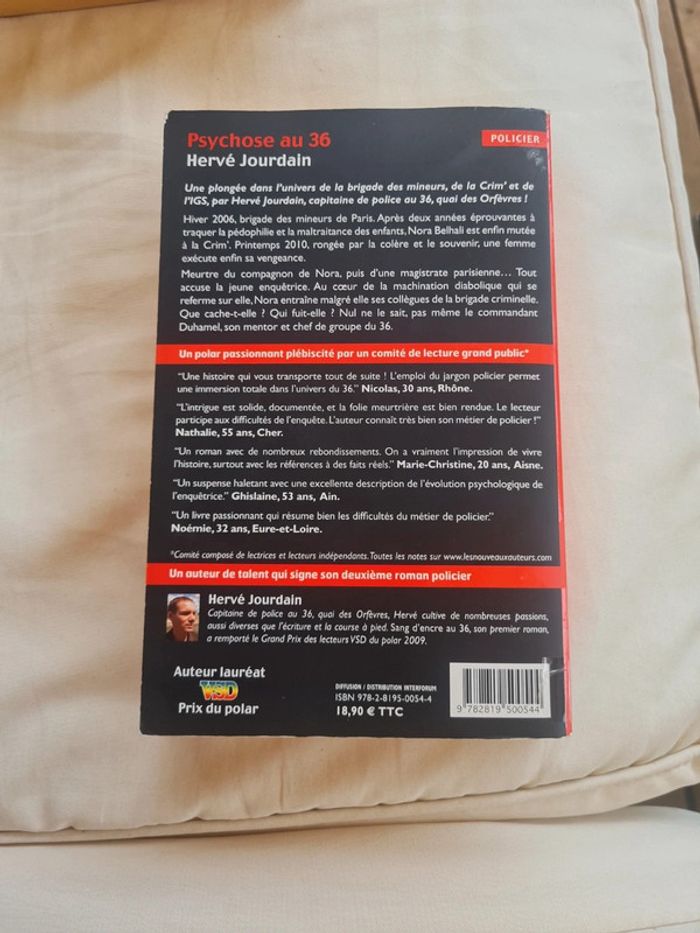 Psychose au 36
POLICIER
Hervé Jourdain
Une plongée dans l'univers de la brigade des mineurs, de la Crim' et de
l'IGS, par Hervé Jourdain, capitaine de police au 36, quai des Orfèvres !
Hiver 2006, brigade des mineurs de Paris. Après deux années éprouvantes à
traquer la pédophilie et la maltraitance des enfants, Nora Belhali est enfin mutée
à la Crim'. Printemps 2010, rongée par la colère et le souvenir, une femme
exécute enfin sa vengeance.
Meurtre du compagnon de Nora, puis d'une magistrate parisienne... Tout
accuse la jeune enquêtrice. Au cœur de la machination diabolique qui se
referme sur elle, Nora entraîne malgré elle ses collègues de la brigade criminelle.
Que cache-t-elle ? Qui fuit-elle ? Nul ne le sait, pas même le commandant
Duhamel, son mentor et chef de groupe du 36.
Un polar passionnant plébiscité par un comité de lecture grand public*
"Une histoire qui vous transporte tout de suite ! L'emploi du jargon policier permet
une immersion totale dans l'univers du 36." Nicolas, 30 ans, Rhône.
"L'intrigue est solide, documentée, et la folie meurtrière est bien rendue. Le lecteur
participe aux difficultés de l'enquête. L'auteur connaît très bien son métier de policier !"
Nathalie, 55 ans, Cher.
"Un roman avec de nombreux rebondissements. On a vraiment l'impression de vivre
l'histoire, surtout avec les références à des faits réels." Marie-Christine, 20 ans, Aisne.
"Un suspense haletant avec une excellente description de l'évolution psychologique de
l'enquêtrice." Ghislaine, 53 ans, Ain.
"Un livre passionnant qui résume bien les difficultés du métier de policier."
Noémie, 32 ans, Eure-et-Loire.
*Comité composé de lectrices et lecteurs indépendants. Toutes les notes sur www.lesnouveauxauteurs.com
Un auteur de talent qui signe son deuxième roman policier
Hervé Jourdain
Capitaine de police au 36, quai des Orfèvres, Hervé cultive de nombreuses passions,
aussi diverses que l'écriture et la course à pied. Sang d'encre au 36, son premier roman,
a remporté le Grand Prix des lecteurs VSD du polar 2009.
Auteur lauréat
VSD
Prix du polar
DIFFUSION / DISTRIBUTION INTERFORUM
ISBN 978-2-8195-0054-4
18,90 € TTC
9 782819 500544